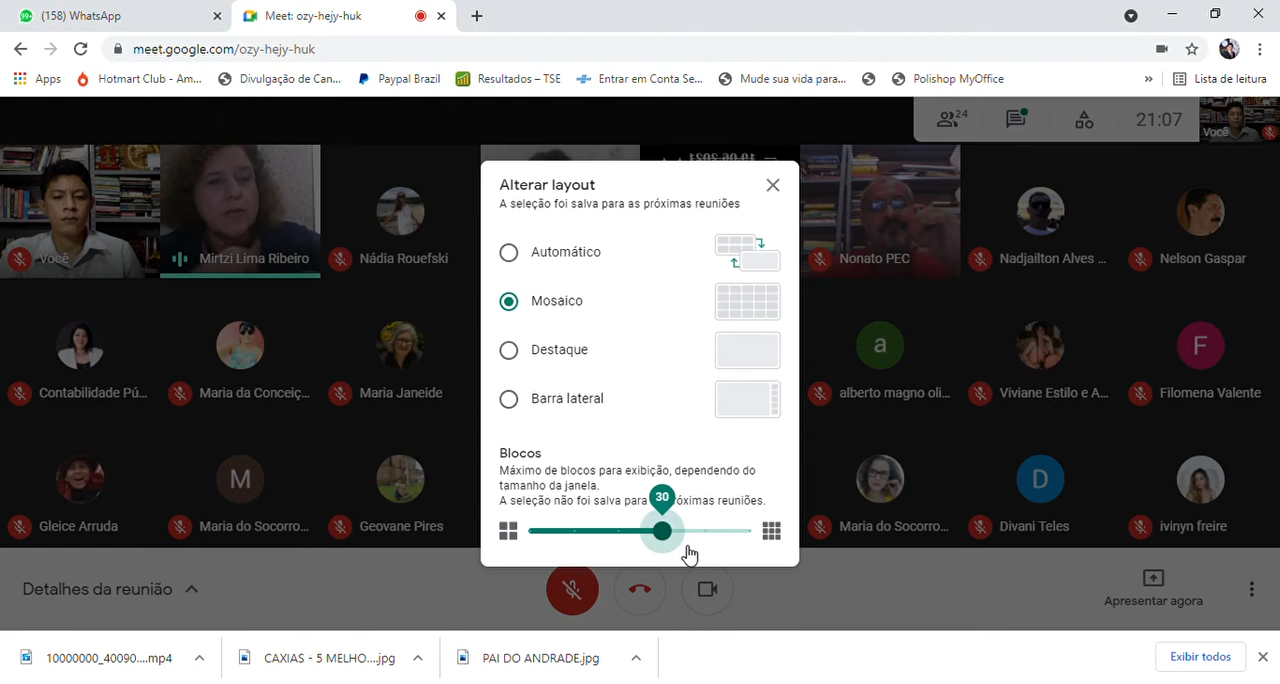 99+ (158) WhatsApp
Meet: ozy-hejy-huk
meet.google.com/ozy-hejy-huk
Apps
Hotmart Club - Am...
Divulgação de Can...
Paypal Brazil
Resultados – TSE
Entrar em Conta Se...
Mude sua vida para...
Polishop MyOffice
»
Lista de leitura
24
21:07
Você
19.06.2021
Você
Mirtzi Lima Ribeiro
Nádia Rouefski
Nonato PEC
Nadjailton Alves ...
Nelson Gaspar
Alterar layout
A seleção foi salva para as próximas reuniões
Automático
Mosaico
Destaque
Barra lateral
Contabilidade Pú...
Maria da Conceiç...
Maria Janeide
a
alberto magno oli...
Viviane Estilo e A...
F
Filomena Valente
Blocos
Máximo de blocos para exibição, dependendo do
tamanho da janela.
A seleção não foi salva para próximas reuniões.
30
Gleice Arruda
M
Maria do Socorro...
Geovane Pires
Maria do Socorro...
D
Divani Teles
ivinyn freire
Detalhes da reunião
Apresentar agora
10000000_40090....mp4
CAXIAS - 5 MELHO....jpg
PAI DO ANDRADE.jpg
Exibir todos